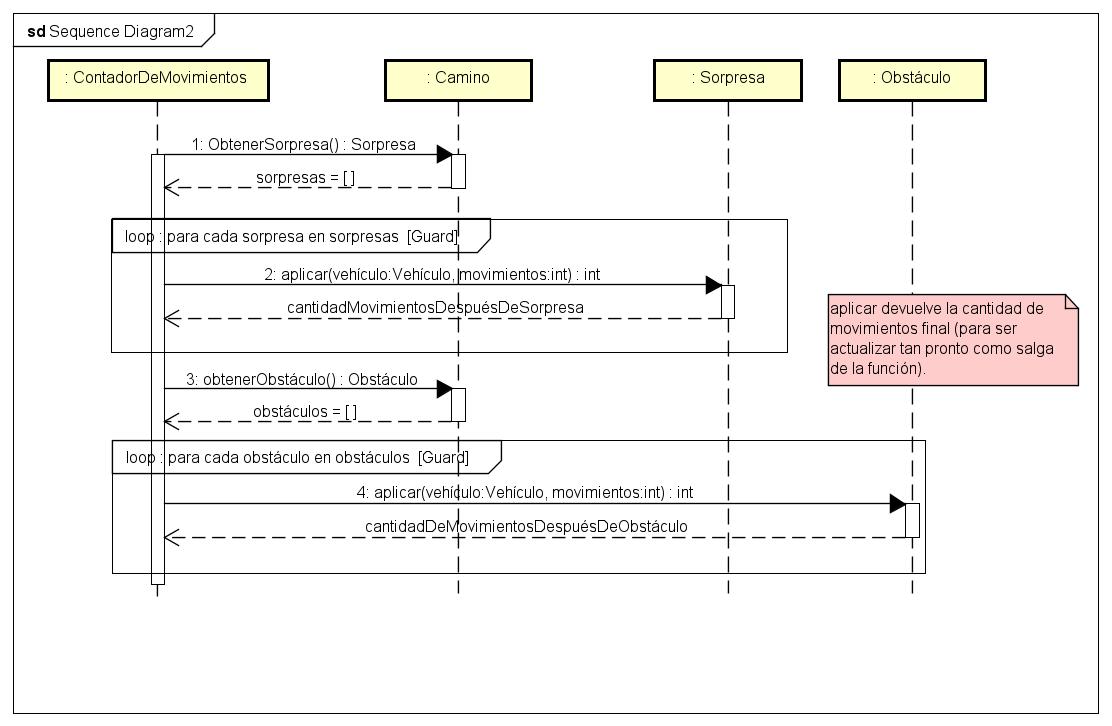 sd Sequence Diagram2
: ContadorDeMovimientos
: Camino
: Sorpresa
: Obstáculo
1: ObtenerSorpresa() : Sorpresa
sorpresas = [ ]
loop : para cada sorpresa en sorpresas [Guard]
2: aplicar(vehículo:Vehículo, movimientos:int) : int
cantidadMovimientosDespuésDeSorpresa
aplicar devuelve la cantidad de
movimientos final (para ser
actualizar tan pronto como salga
de la función).
3: obtenerObstáculo() : Obstáculo
obstáculos = [ ]
loop : para cada obstáculo en obstáculos [Guard]
4: aplicar(vehículo:Vehículo, movimientos:int) : int
cantidadDeMovimientosDespuésDeObstáculo